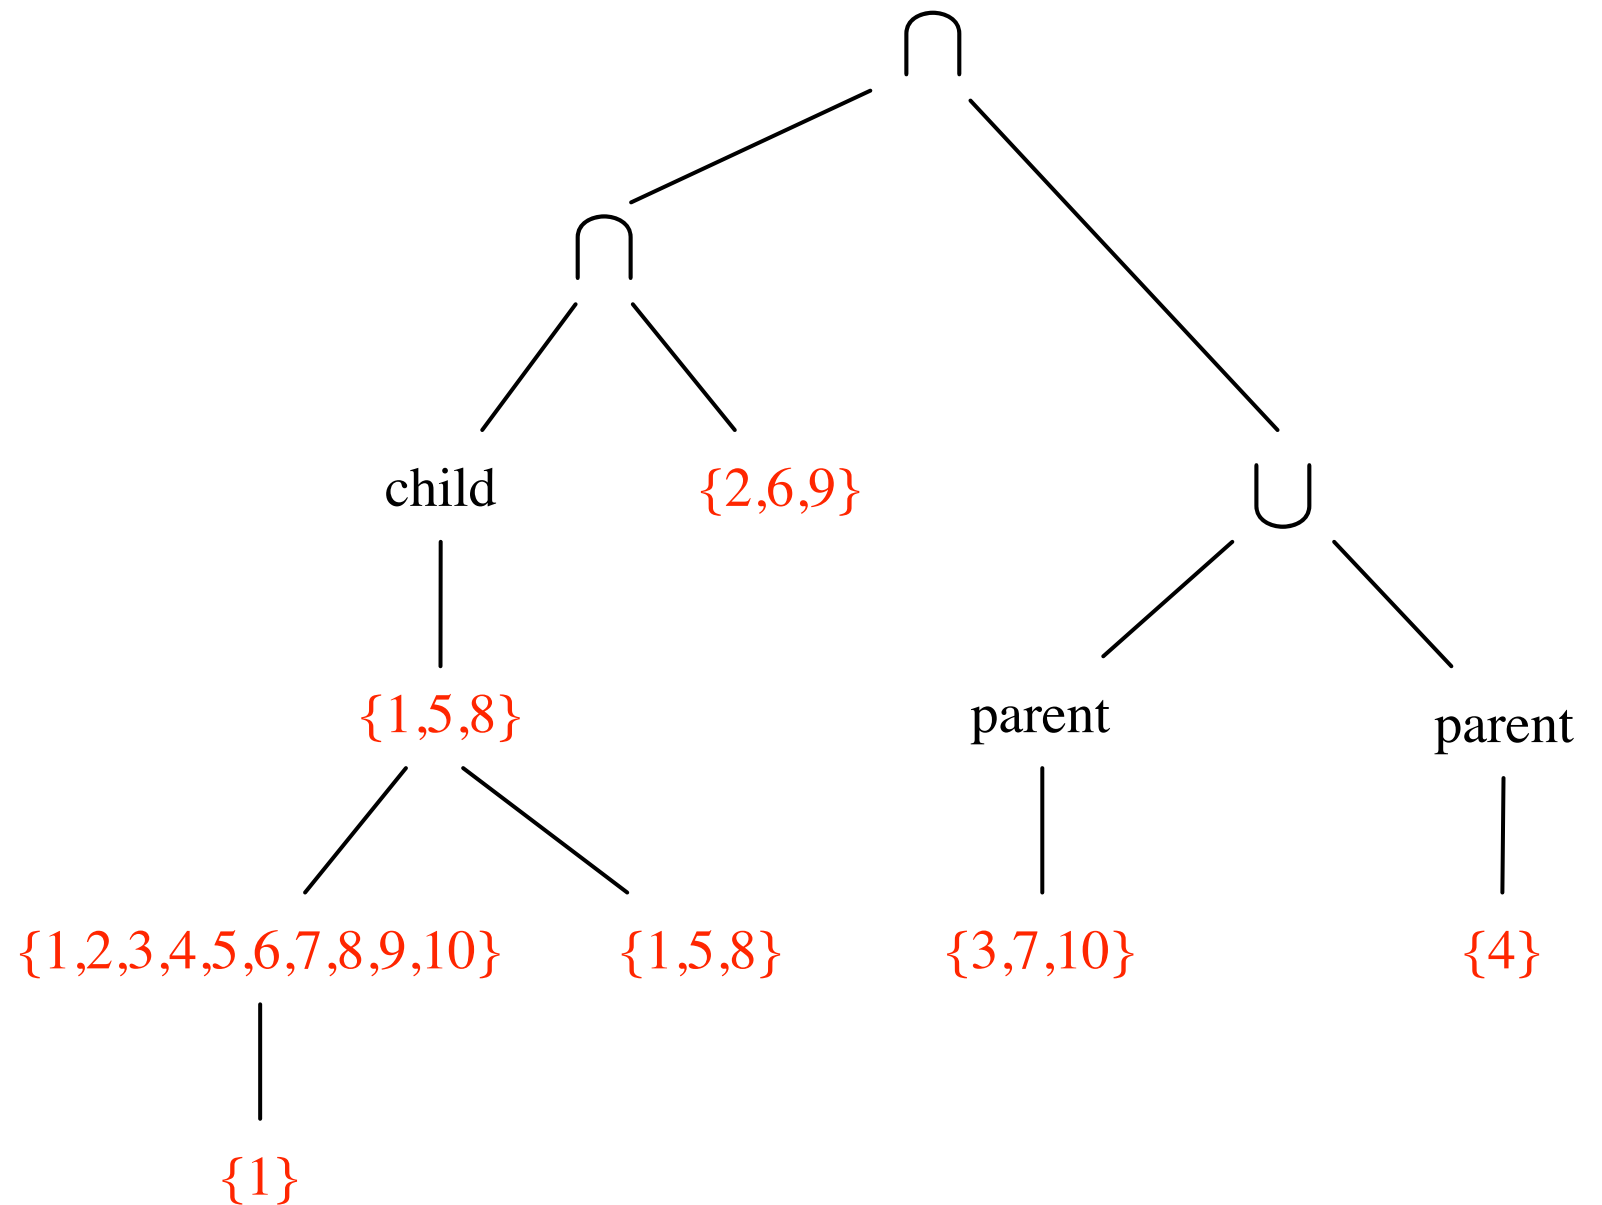 ∩
∩
child {2,6,9} ∪
{1,5,8} parent parent
{1,2,3,4,5,6,7,8,9,10} {1,5,8} {3,7,10} {4}
{1}